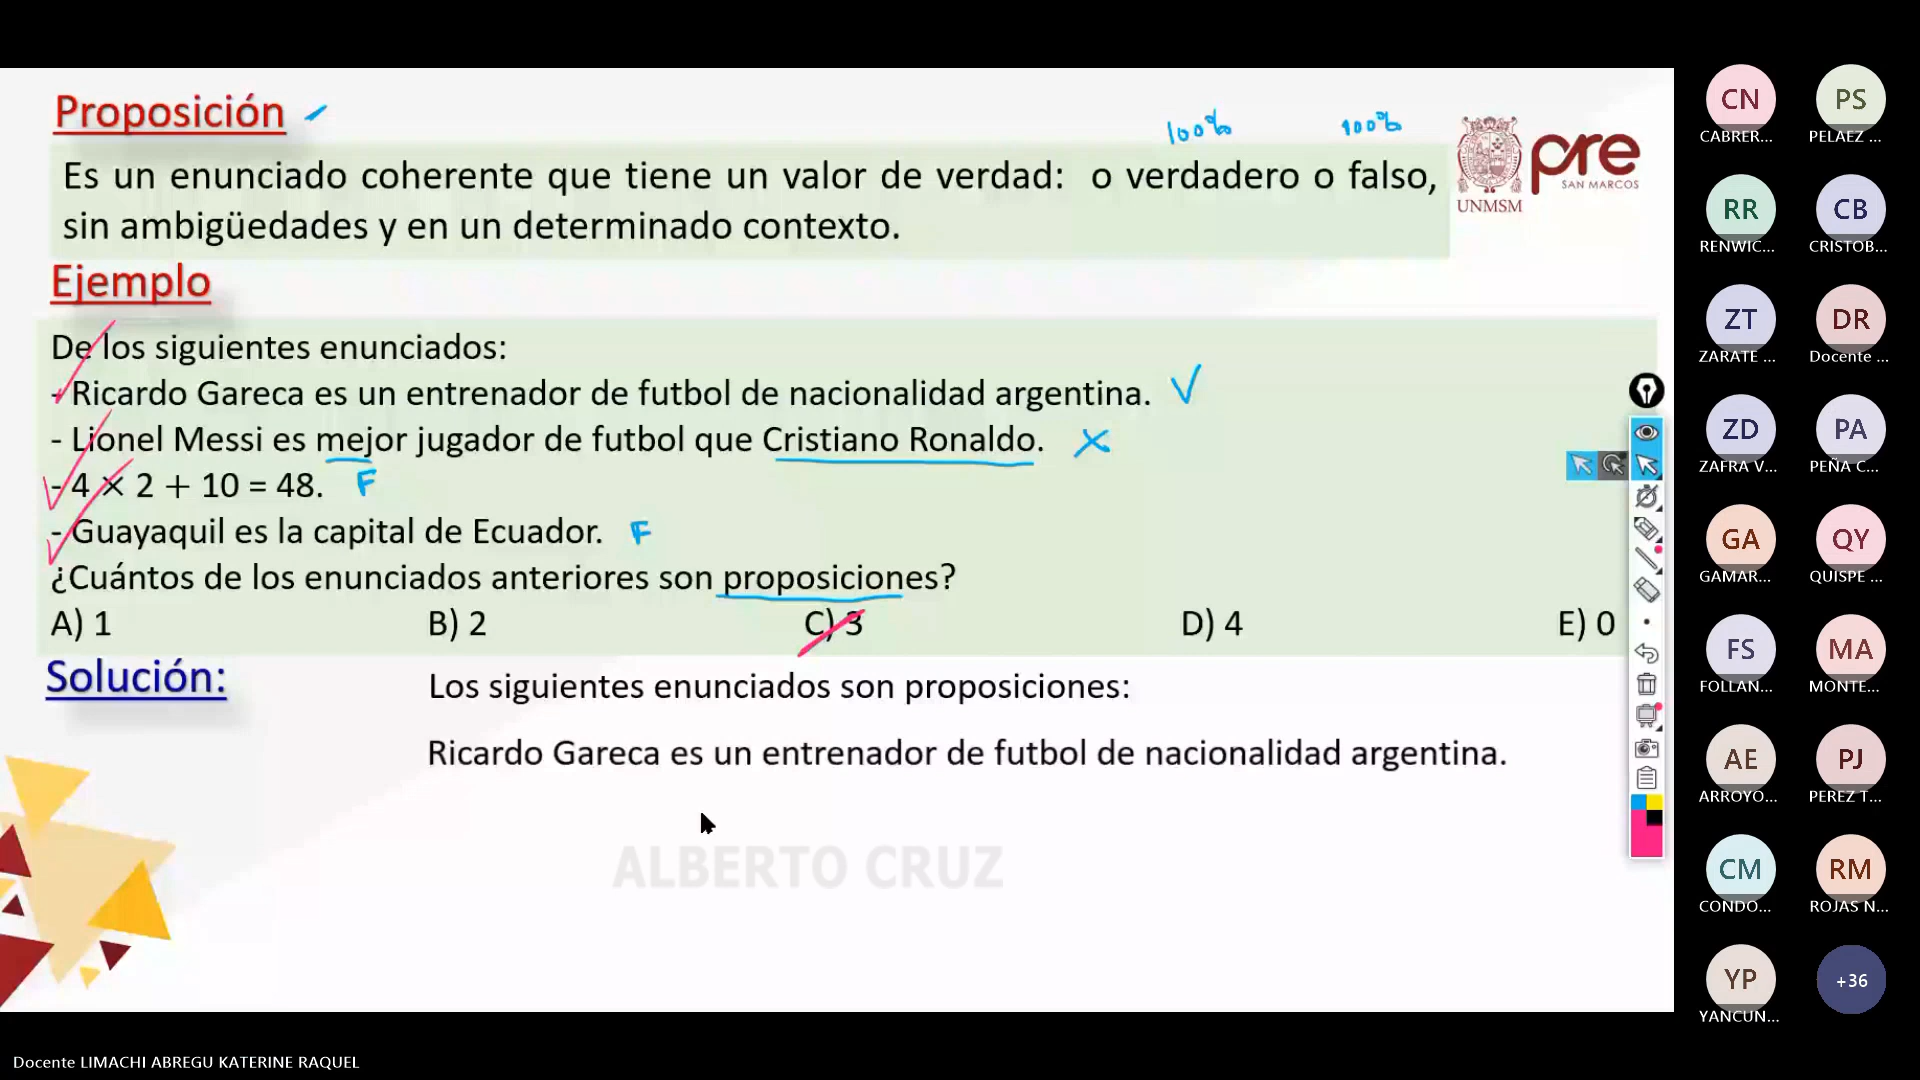 Proposición
100% 100%
Es un enunciado coherente que tiene un valor de verdad: o verdadero o falso,
sin ambigüedades y en un determinado contexto.
UNMSM
pre
SAN MARCOS
Ejemplo
De los siguientes enunciados:
- Ricardo Gareca es un entrenador de futbol de nacionalidad argentina. V
- Lionel Messi es mejor jugador de futbol que Cristiano Ronaldo. X
- 4 × 2 + 10 = 48. F
- Guayaquil es la capital de Ecuador. F
¿Cuántos de los enunciados anteriores son proposiciones?
A) 1 B) 2 C) 3 D) 4 E) 0
Solución:
Los siguientes enunciados son proposiciones:
Ricardo Gareca es un entrenador de futbol de nacionalidad argentina.
ALBERTO CRUZ
CN PS
CABRER... PELAEZ ...
RR CB
RENWIC... CRISTOB...
ZT DR
ZARATE ... Docente ...
ZD PA
ZAFRA V... PEÑA C...
GA QY
GAMAR... QUISPE ...
FS MA
FOLLAN... MONTE...
AE PJ
ARROYO... PEREZ T...
CM RM
CONDO... ROJAS N...
YP +36
YANCUN...
Docente LIMACHI ABREGU KATERINE RAQUEL